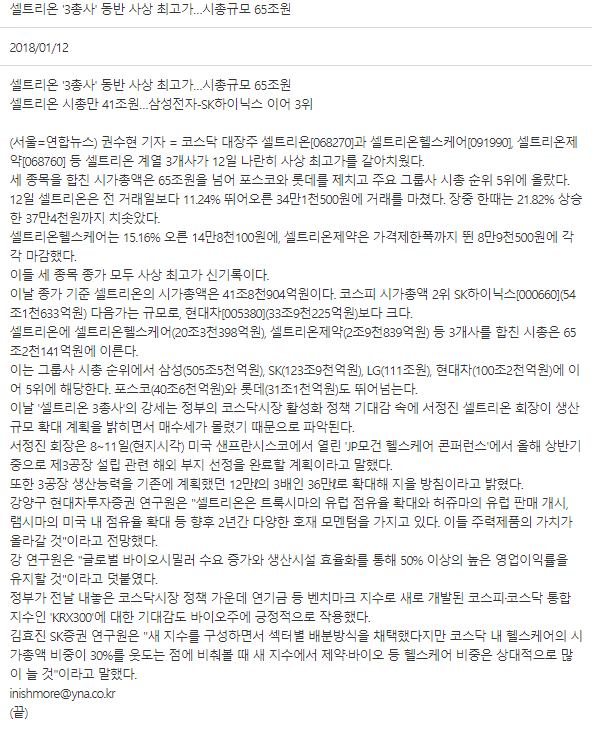 셀트리온 '3총사' 동반 사상 최고가…시총규모 65조원
2018/01/12
셀트리온 '3총사' 동반 사상 최고가…시총규모 65조원
셀트리온 시총만 41조원…삼성전자-SK하이닉스 이어 3위
(서울=연합뉴스) 권수현 기자 = 코스닥 대장주 셀트리온[068270]과 셀트리온헬스케어[091990], 셀트리온제
약[068760] 등 셀트리온 계열 3개사가 12일 나란히 사상 최고가를 갈아치웠다.
세 종목을 합친 시가총액은 65조원을 넘어 포스코와 롯데를 제치고 주요 그룹사 시총 순위 5위에 올랐다.
12일 셀트리온은 전 거래일보다 11.24% 뛰어오른 34만1천500원에 거래를 마쳤다. 장중 한때는 21.82% 상승
한 37만4천원까지 치솟았다.
셀트리온헬스케어는 15.16% 오른 14만8천100원에, 셀트리온제약은 가격제한폭까지 뛴 8만9천500원에 각
각 마감했다.
이들 세 종목 종가 모두 사상 최고가 신기록이다.
이날 종가 기준 셀트리온의 시가총액은 41조8천904억원이다. 코스피 시가총액 2위 SK하이닉스[000660](54
조1천633억원) 다음가는 규모로, 현대차[005380](33조9천225억원)보다 크다.
셀트리온에 셀트리온헬스케어(20조3천398억원), 셀트리온제약(2조9천839억원) 등 3개사를 합친 시총은 65
조2천141억원에 이른다.
이는 그룹사 시총 순위에서 삼성(505조5천억원), SK(123조9천억원), LG(111조원), 현대차(100조2천억원)에 이
어 5위에 해당한다. 포스코(40조6천억원)와 롯데(31조1천억원)도 뛰어넘는다.
이날 '셀트리온 3총사'의 강세는 정부의 코스닥시장 활성화 정책 기대감 속에 서정진 셀트리온 회장이 생산
규모 확대 계획을 밝히면서 매수세가 몰렸기 때문으로 파악된다.
서정진 회장은 8~11일(현지시각) 미국 샌프란시스코에서 열린 'JP모건 헬스케어 콘퍼런스'에서 올해 상반기
중으로 제3공장 설립 관련 해외 부지 선정을 완료할 계획이라고 말했다.
또한 3공장 생산능력을 기존에 계획했던 12만ℓ의 3배인 36만ℓ로 확대해 지을 방침이라고 밝혔다.
강양구 현대차투자증권 연구원은 "셀트리온은 트룩시마의 유럽 점유율 확대와 허쥬마의 유럽 판매 개시,
램시마의 미국 내 점유율 확대 등 향후 2년간 다양한 호재 모멘텀을 가지고 있다. 이들 주력제품의 가치가
올라갈 것"이라고 전망했다.
강 연구원은 "글로벌 바이오시밀러 수요 증가와 생산시설 효율화를 통해 50% 이상의 높은 영업이익률을
유지할 것"이라고 덧붙였다.
정부가 전날 내놓은 코스닥시장 정책 가운데 연기금 등 벤치마크 지수로 새로 개발된 코스피·코스닥 통합
지수인 'KRX300'에 대한 기대감도 바이오주에 긍정적으로 작용했다.
김효진 SK증권 연구원은 "새 지수를 구성하면서 섹터별 배분방식을 채택했다지만 코스닥 내 헬스케어의 시
가총액 비중이 30%를 웃도는 점에 비춰볼 때 새 지수에서 제약·바이오 등 헬스케어 비중은 상대적으로 많
이 늘 것"이라고 말했다.
inishmore@yna.co.kr
(끝)